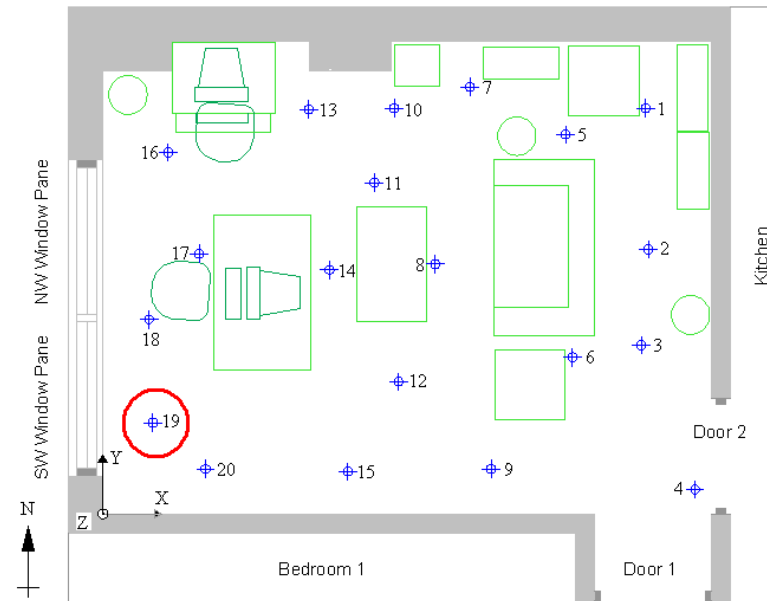 7
13
10
1
5
16
11
NW Window Pane
17
2
Kitchen
14
8
18
3
6
SW Window Pane
12
19
Door 2
Y
20
15
9
X
4
N
Z
Bedroom 1
Door 1